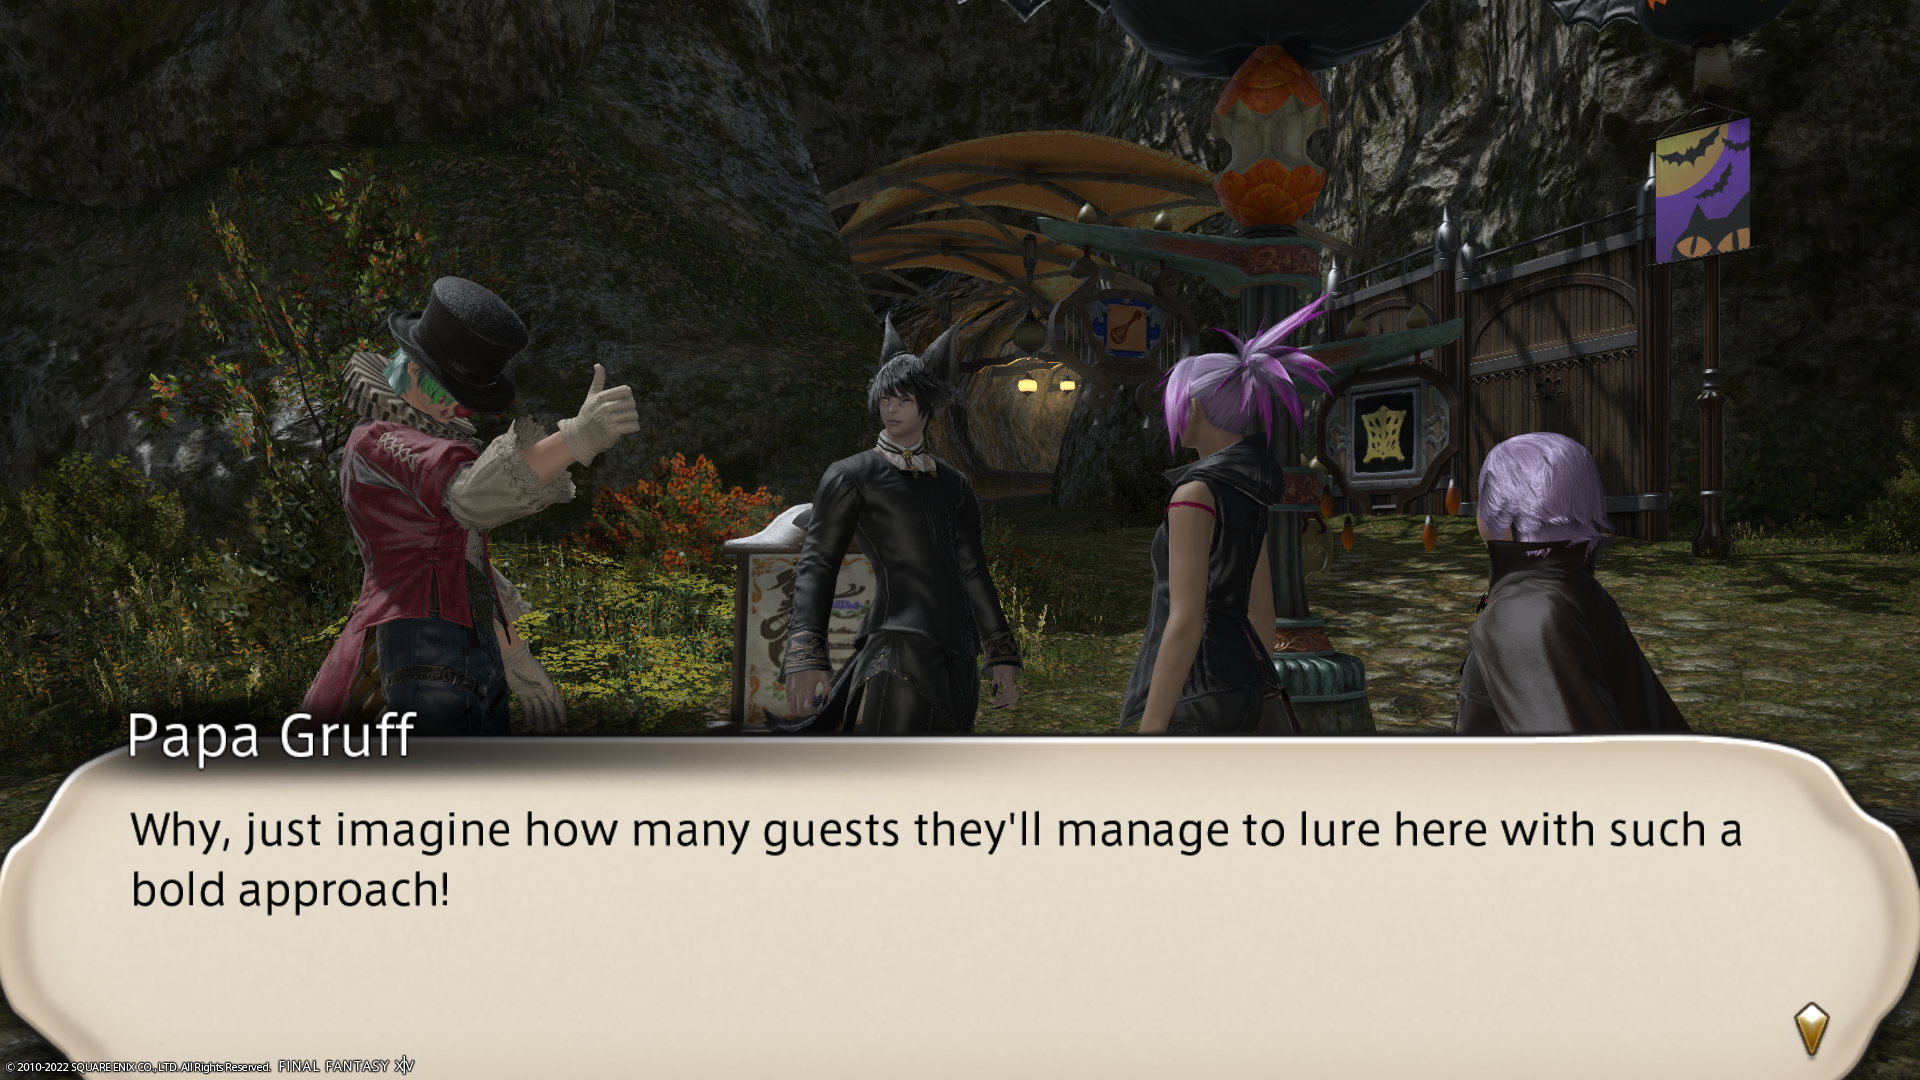 Papa Gruff
Why, just imagine how many guests they'll manage to lure here with such a
bold approach!
© 2010-2022 SQUARE ENIX CO., LTD. All Rights Reserved. FINAL FANTASY XIV